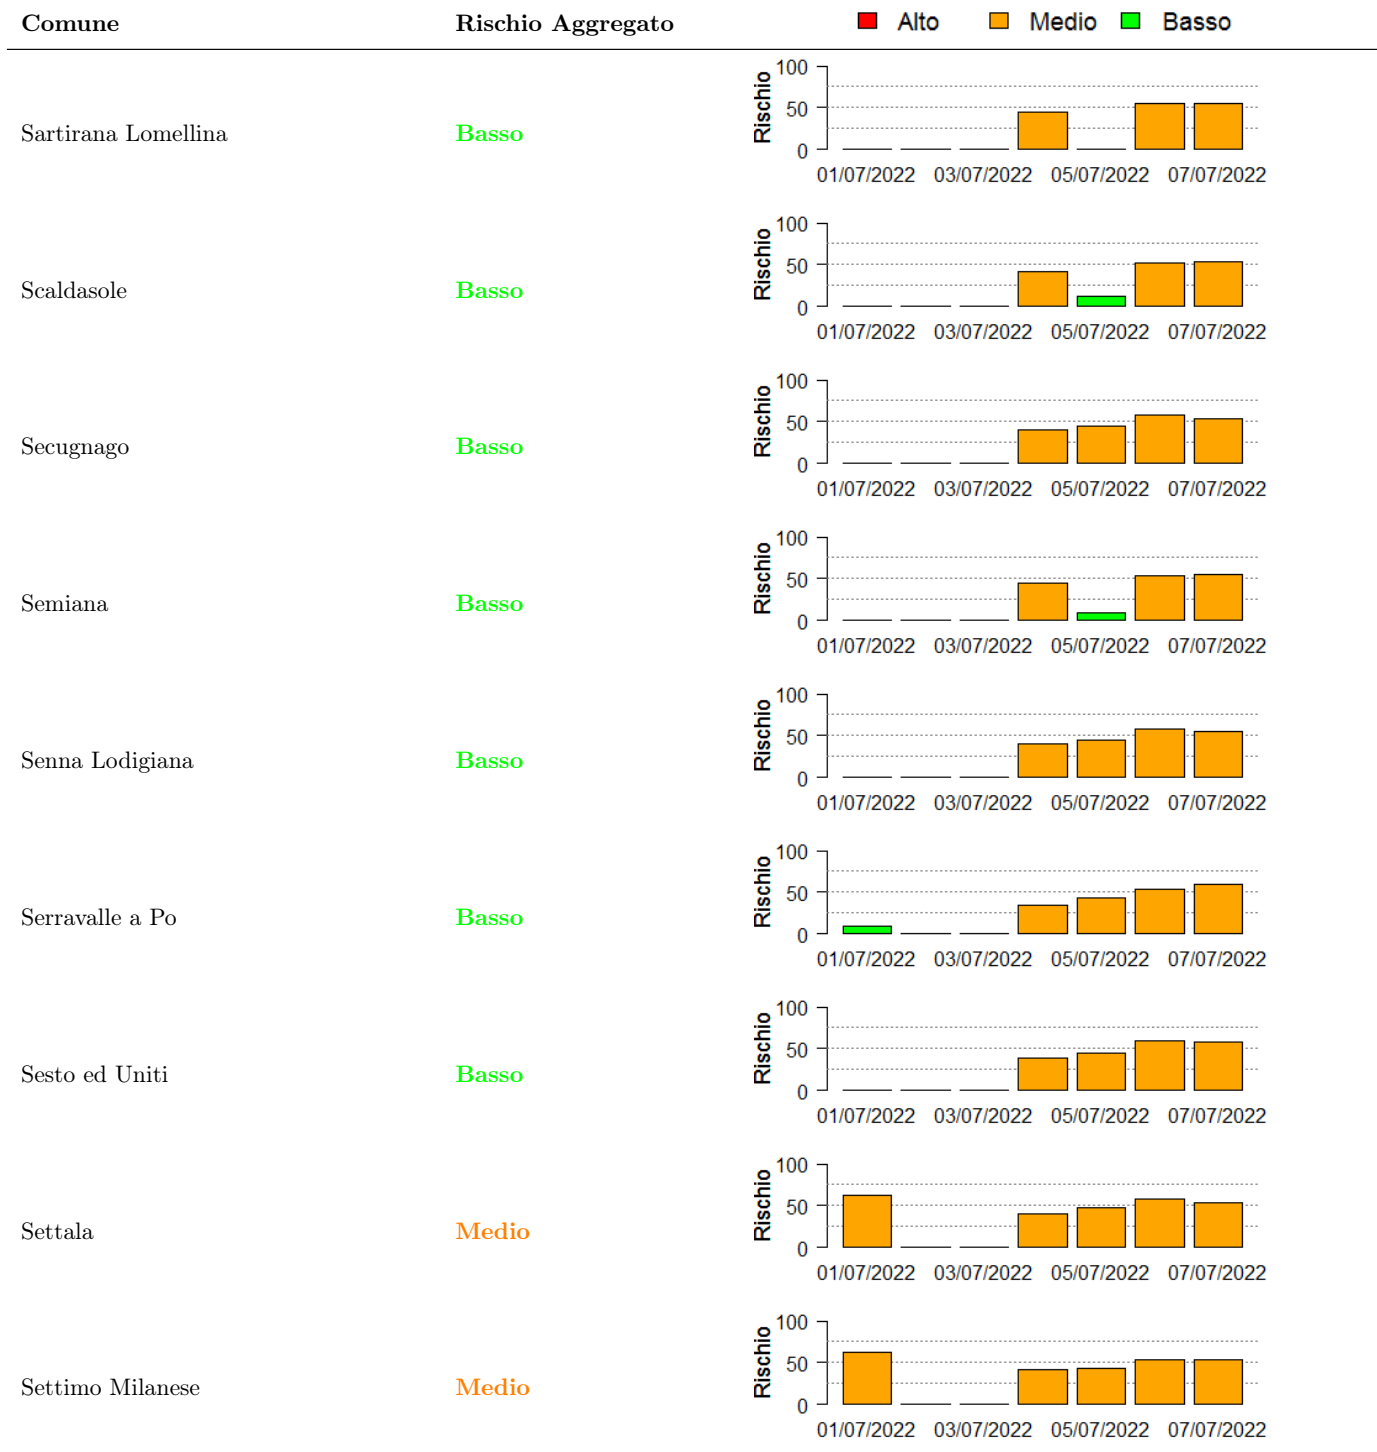 Comune Rischio Aggregato Alto Medio Basso
Sartirana Lomellina Basso Rischio 100 50 0
01/07/2022 03/07/2022 05/07/2022 07/07/2022
Scaldasole Basso Rischio 100 50 0
01/07/2022 03/07/2022 05/07/2022 07/07/2022
Secugnago Basso Rischio 100 50 0
01/07/2022 03/07/2022 05/07/2022 07/07/2022
Semiana Basso Rischio 100 50 0
01/07/2022 03/07/2022 05/07/2022 07/07/2022
Senna Lodigiana Basso Rischio 100 50 0
01/07/2022 03/07/2022 05/07/2022 07/07/2022
Serravalle a Po Basso Rischio 100 50 0
01/07/2022 03/07/2022 05/07/2022 07/07/2022
Sesto ed Uniti Basso Rischio 100 50 0
01/07/2022 03/07/2022 05/07/2022 07/07/2022
Settala Medio Rischio 100 50 0
01/07/2022 03/07/2022 05/07/2022 07/07/2022
Settimo Milanese Medio Rischio 100 50 0
01/07/2022 03/07/2022 05/07/2022 07/07/2022